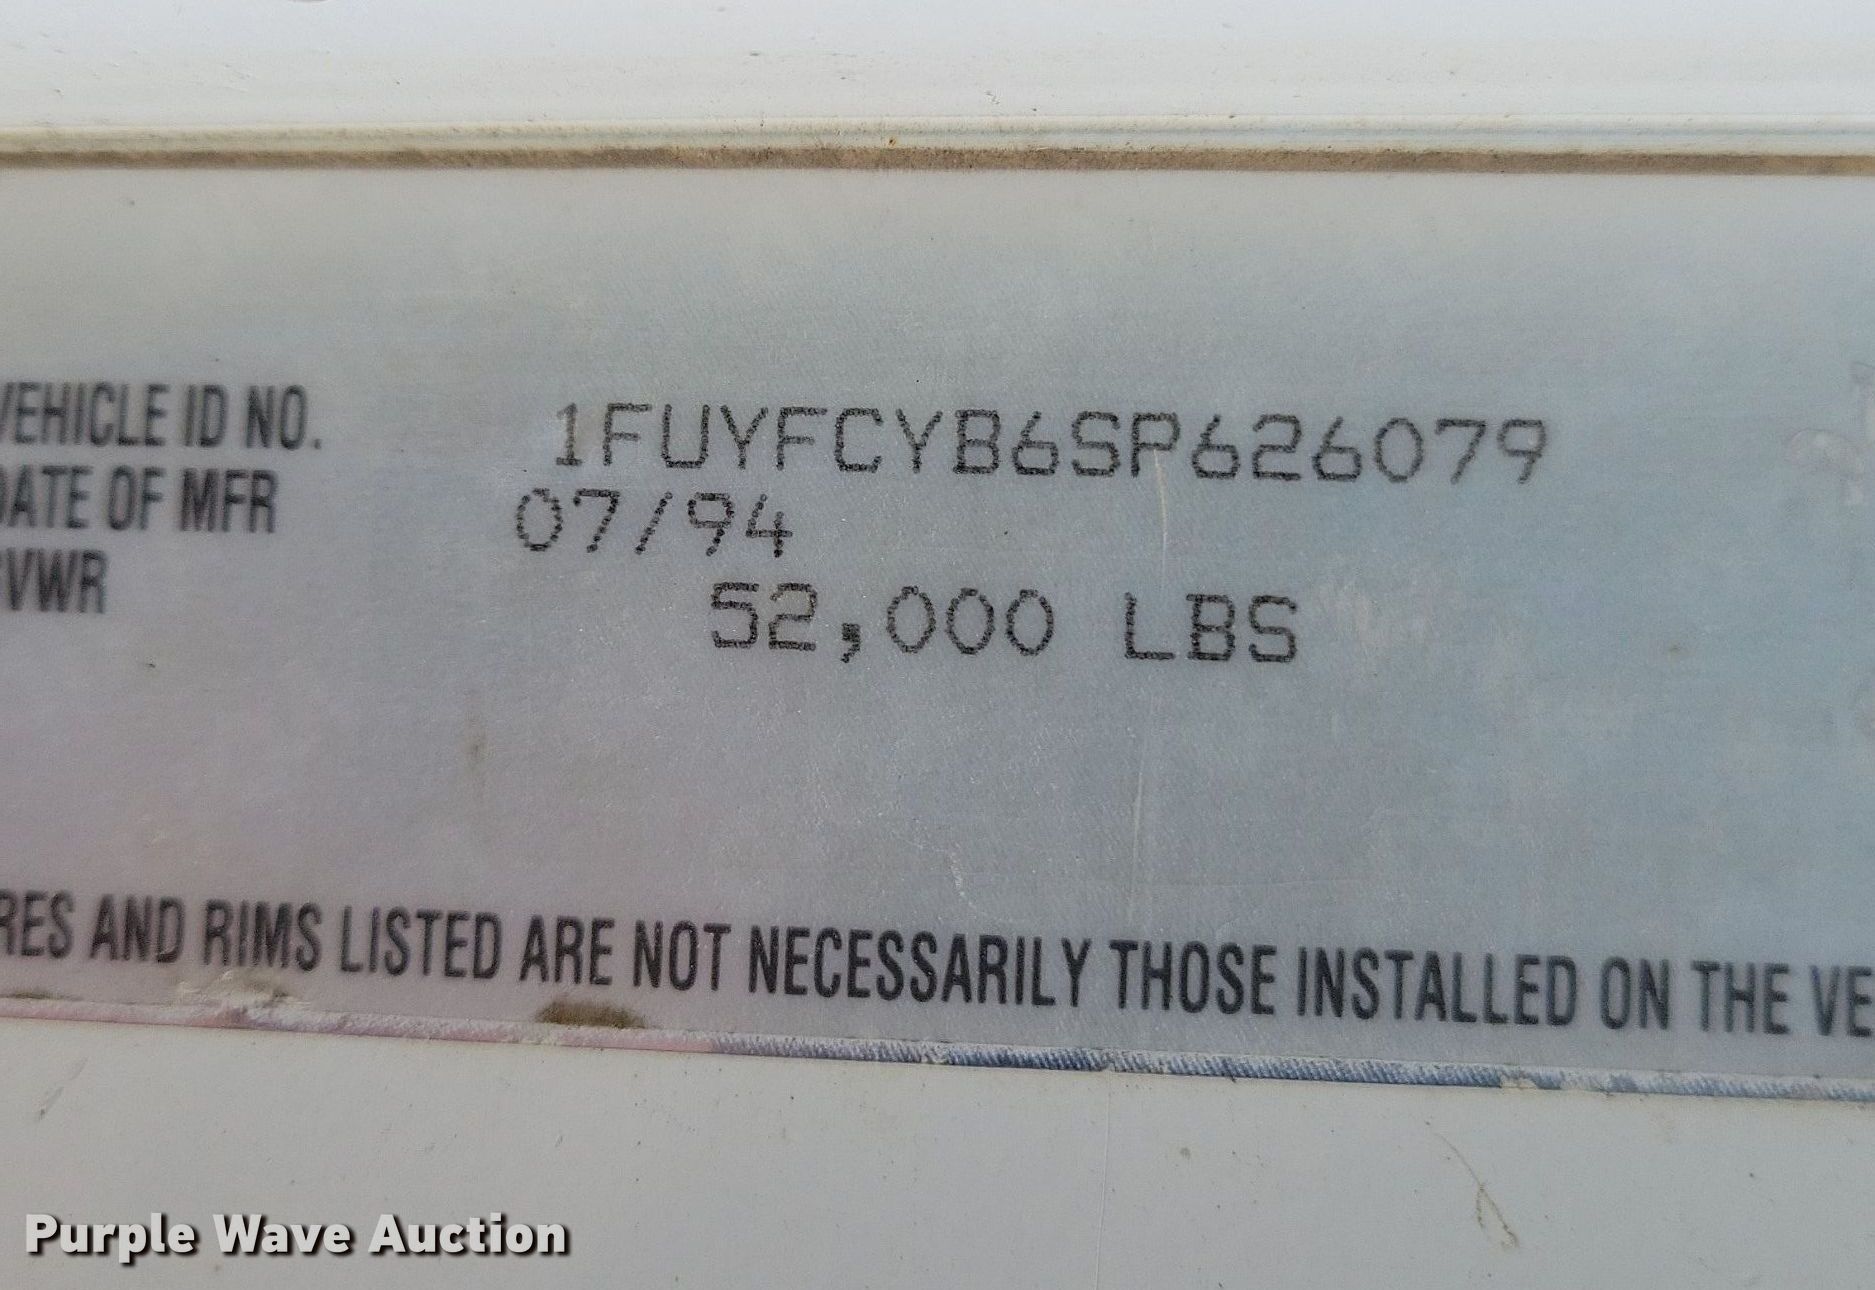 VEHICLE ID NO. 1FUYFCYB6SP626079
DATE OF MFR 07/94
GVWR 52,000 LBS
RES AND RIMS LISTED ARE NOT NECESSARILY THOSE INSTALLED ON THE VE
Purple Wave Auction